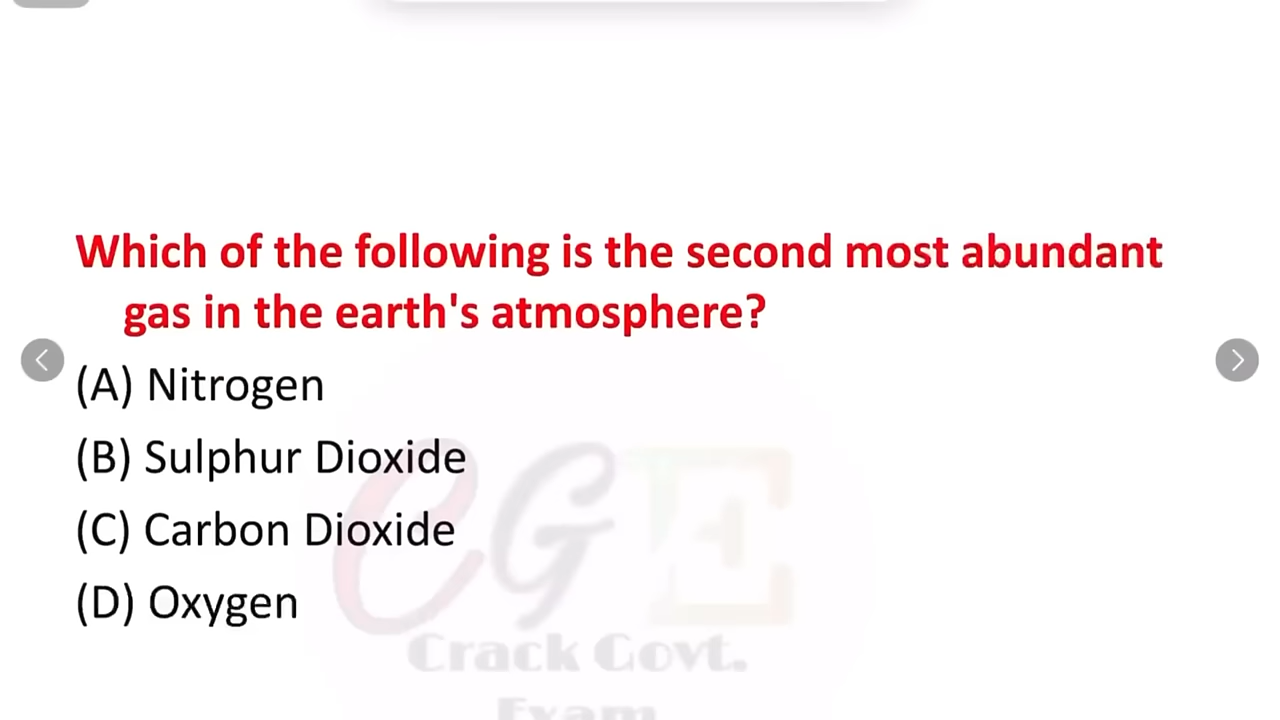 Which of the following is the second most abundant
gas in the earth's atmosphere?
(A) Nitrogen
(B) Sulphur Dioxide
(C) Carbon Dioxide
(D) Oxygen
CGE
Crack Govt.
Exam